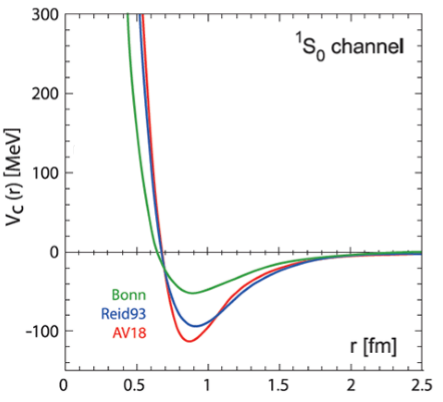 300
200
100
0
-100
V_C (r) [MeV]
¹S₀ channel
Bonn
Reid93
AV18
r [fm]
0 0.5 1 1.5 2 2.5